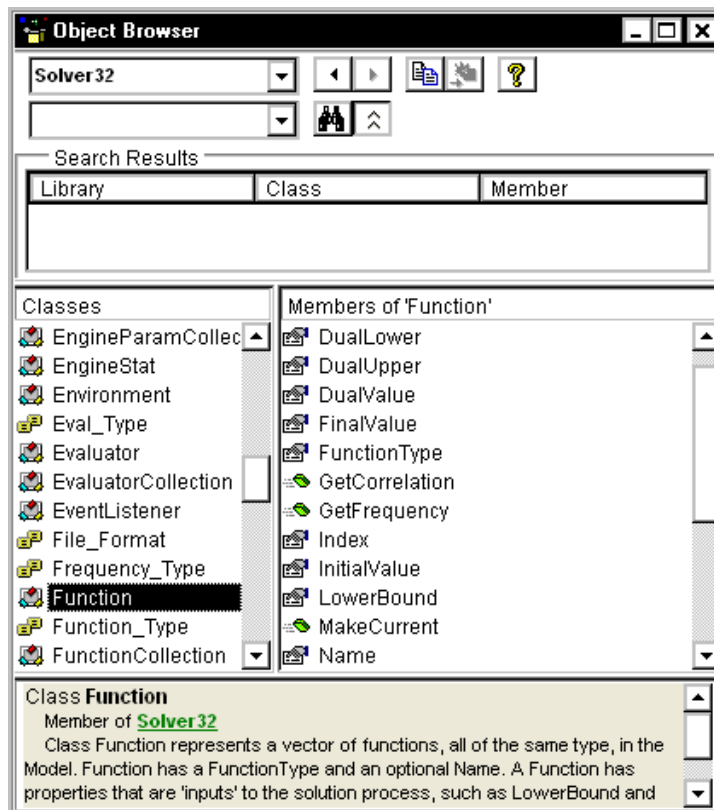 Object Browser
Solver32
Search Results
Library Class Member
Classes
EngineParamCollec
EngineStat
Environment
Eval_Type
Evaluator
EvaluatorCollection
EventListener
File_Format
Frequency_Type
Function
Function_Type
FunctionCollection
Members of 'Function'
DualLower
DualUpper
DualValue
FinalValue
FunctionType
GetCorrelation
GetFrequency
Index
InitialValue
LowerBound
MakeCurrent
Name
Class Function
Member of Solver32
Class Function represents a vector of functions, all of the same type, in the
Model. Function has a FunctionType and an optional Name. A Function has
properties that are 'inputs' to the solution process, such as LowerBound and